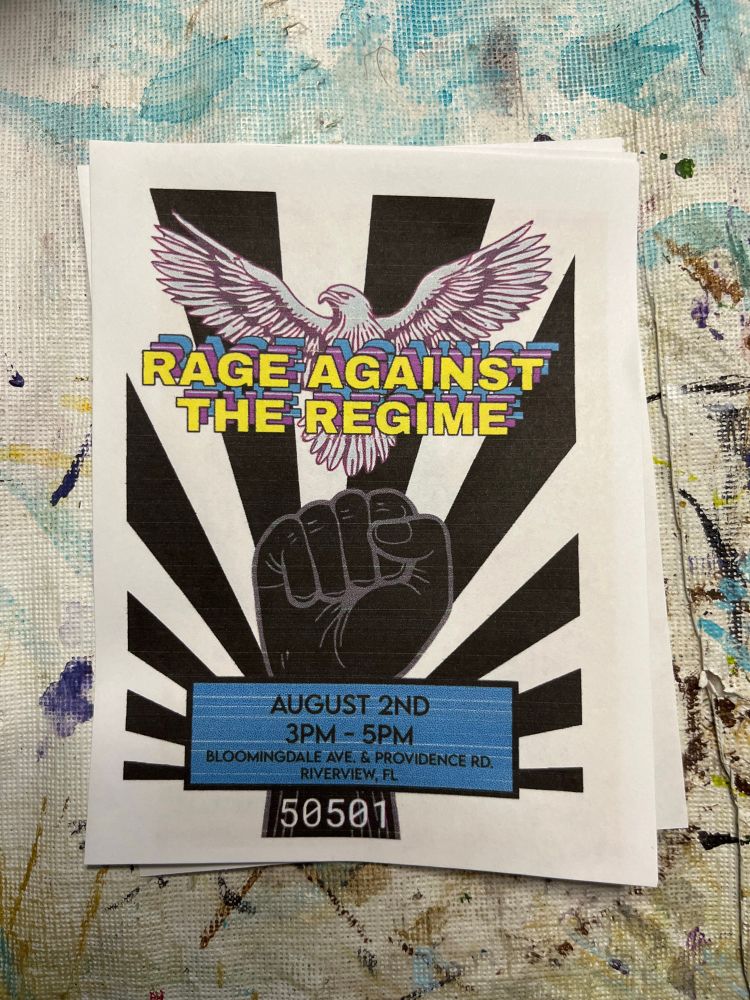 RAGE AGAINST
THE REGIME
AUGUST 2ND
3PM - 5PM
BLOOMINGDALE AVE. & PROVIDENCE RD.
RIVERVIEW, FL
50501